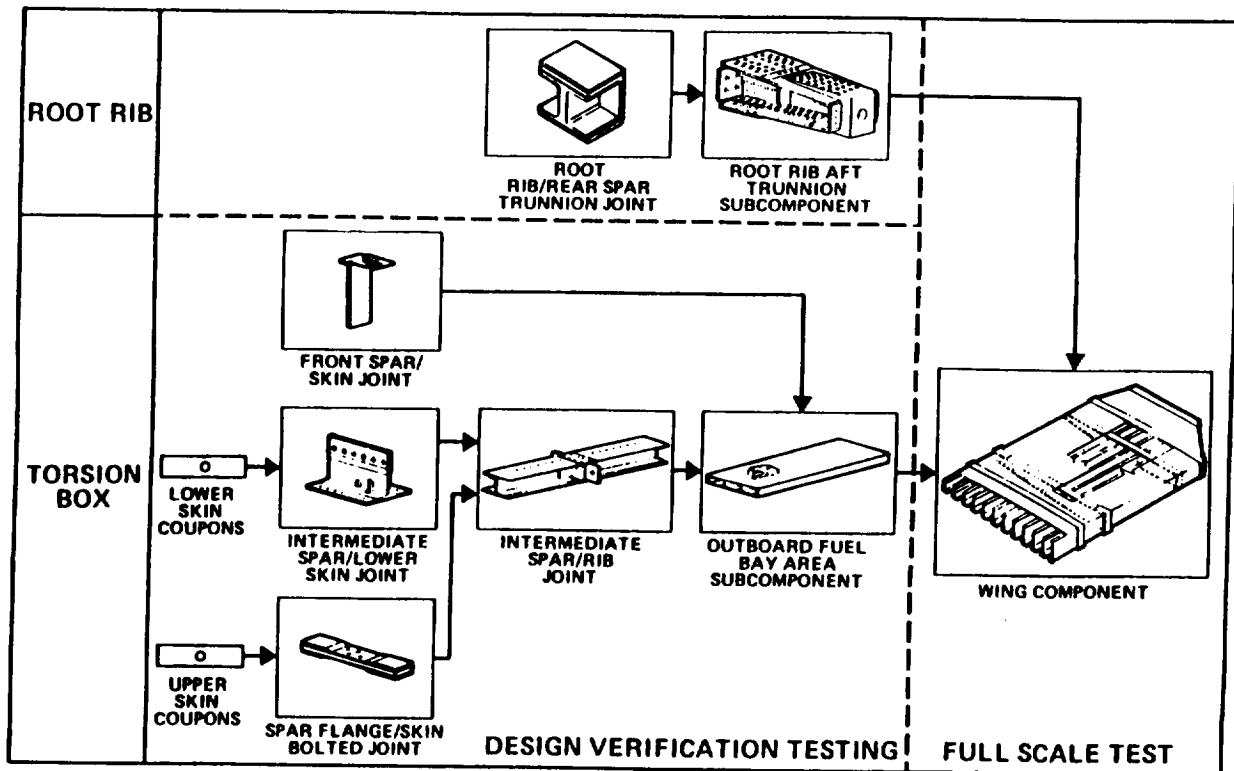 ROOT RIB
ROOT
RIB/REAR SPAR
TRUNNION JOINT
ROOT RIB AFT
TRUNNION
SUBCOMPONENT
TORSION
BOX
FRONT SPAR/
SKIN JOINT
LOWER
SKIN
COUPONS
INTERMEDIATE
SPAR/LOWER
SKIN JOINT
INTERMEDIATE
SPAR/RIB
JOINT
OUTBOARD FUEL
BAY AREA
SUBCOMPONENT
WING COMPONENT
UPPER
SKIN
COUPONS
SPAR FLANGE/SKIN
BOLTED JOINT
DESIGN VERIFICATION TESTING
FULL SCALE TEST